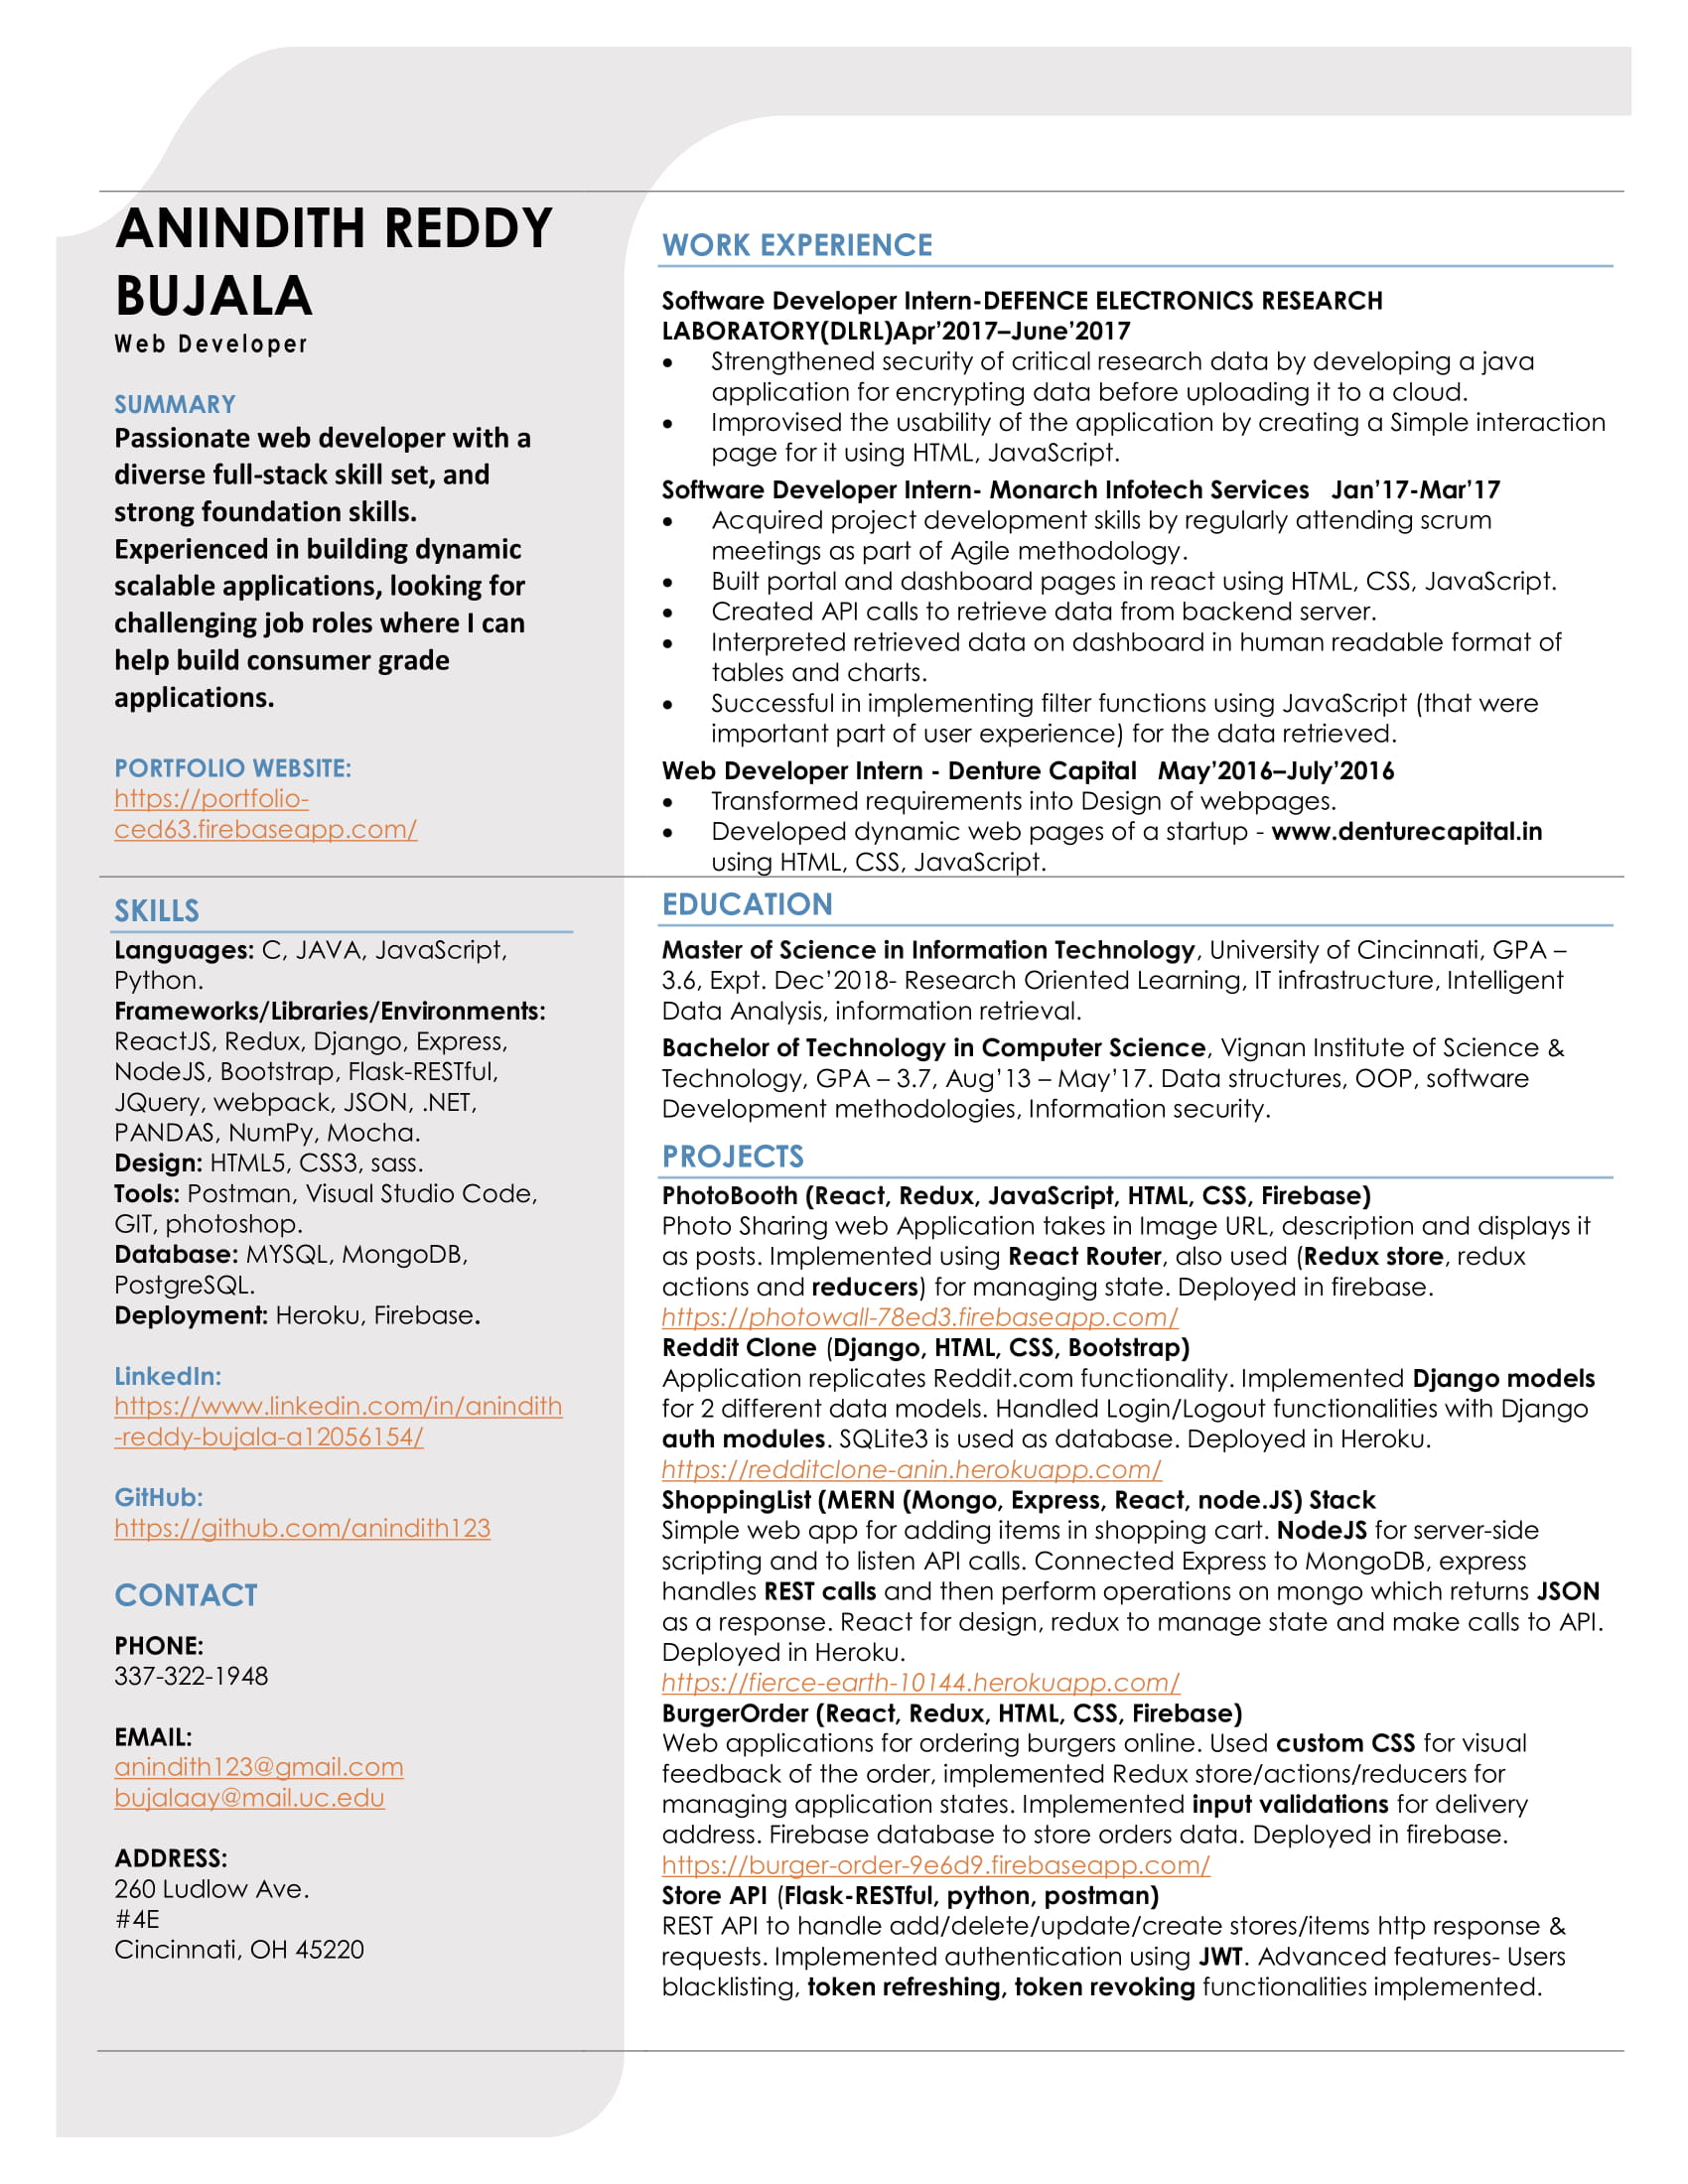 ANINDITH REDDY
BUJALA
Web Developer
SUMMARY
Passionate web developer with a
diverse full-stack skill set, and
strong foundation skills.
Experienced in building dynamic
scalable applications, looking for
challenging job roles where I can
help build consumer grade
applications.
PORTFOLIO WEBSITE:
https://portfolio-
ced63.firebaseapp.com/
WORK EXPERIENCE
Software Developer Intern-DEFENCE ELECTRONICS RESEARCH
LABORATORY(DLRL)Apr’2017–June’2017
• Strengthened security of critical research data by developing a java
application for encrypting data before uploading it to a cloud.
• Improvised the usability of the application by creating a Simple interaction
page for it using HTML, JavaScript.
Software Developer Intern- Monarch Infotech Services Jan’17-Mar’17
• Acquired project development skills by regularly attending scrum
meetings as part of Agile methodology.
• Built portal and dashboard pages in react using HTML, CSS, JavaScript.
• Created API calls to retrieve data from backend server.
• Interpreted retrieved data on dashboard in human readable format of
tables and charts.
• Successful in implementing filter functions using JavaScript (that were
important part of user experience) for the data retrieved.
Web Developer Intern - Denture Capital May’2016–July’2016
• Transformed requirements into Design of webpages.
• Developed dynamic web pages of a startup - www.denturecapital.in
using HTML, CSS, JavaScript.
SKILLS
Languages: C, JAVA, JavaScript,
Python.
Frameworks/Libraries/Environments:
ReactJS, Redux, Django, Express,
NodeJS, Bootstrap, Flask-RESTful,
JQuery, webpack, JSON, .NET,
PANDAS, NumPy, Mocha.
Design: HTML5, CSS3, sass.
Tools: Postman, Visual Studio Code,
GIT, photoshop.
Database: MYSQL, MongoDB,
PostgreSQL.
Deployment: Heroku, Firebase.
LinkedIn:
https://www.linkedin.com/in/anindith
-reddy-bujala-a12056154/
GitHub:
https://github.com/anindith123
CONTACT
PHONE:
337-322-1948
EMAIL:
anindith123@gmail.com
bujalaay@mail.uc.edu
ADDRESS:
260 Ludlow Ave.
#4E
Cincinnati, OH 45220
EDUCATION
Master of Science in Information Technology, University of Cincinnati, GPA –
3.6, Expt. Dec’2018- Research Oriented Learning, IT infrastructure, Intelligent
Data Analysis, information retrieval.
Bachelor of Technology in Computer Science, Vignan Institute of Science &
Technology, GPA – 3.7, Aug’13 – May’17. Data structures, OOP, software
Development methodologies, Information security.
PROJECTS
PhotoBooth (React, Redux, JavaScript, HTML, CSS, Firebase)
Photo Sharing web Application takes in Image URL, description and displays it
as posts. Implemented using React Router, also used (Redux store, redux
actions and reducers) for managing state. Deployed in firebase.
https://photowall-78ed3.firebaseapp.com/
Reddit Clone (Django, HTML, CSS, Bootstrap)
Application replicates Reddit.com functionality. Implemented Django models
for 2 different data models. Handled Login/Logout functionalities with Django
auth modules. SQLite3 is used as database. Deployed in Heroku.
https://redditclone-anin.herokuapp.com/
ShoppingList (MERN (Mongo, Express, React, node.JS) Stack
Simple web app for adding items in shopping cart. NodeJS for server-side
scripting and to listen API calls. Connected Express to MongoDB, express
handles REST calls and then perform operations on mongo which returns JSON
as a response. React for design, redux to manage state and make calls to API.
Deployed in Heroku.
https://fierce-earth-10144.herokuapp.com/
BurgerOrder (React, Redux, HTML, CSS, Firebase)
Web applications for ordering burgers online. Used custom CSS for visual
feedback of the order, implemented Redux store/actions/reducers for
managing application states. Implemented input validations for delivery
address. Firebase database to store orders data. Deployed in firebase.
https://burger-order-9e6d9.firebaseapp.com/
Store API (Flask-RESTful, python, postman)
REST API to handle add/delete/update/create stores/items http response &
requests. Implemented authentication using JWT. Advanced features- Users
blacklisting, token refreshing, token revoking functionalities implemented.